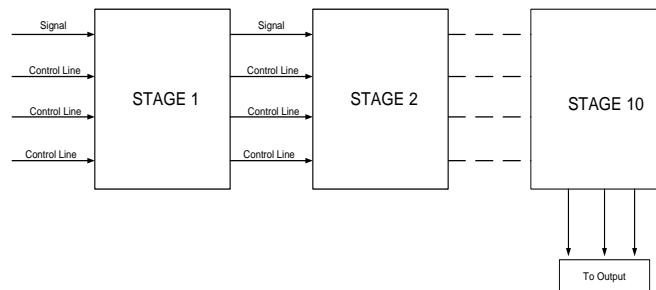 Signal
Signal
Control Line
Control Line
STAGE 1
STAGE 2
STAGE 10
Control Line
Control Line
Control Line
Control Line
To Output